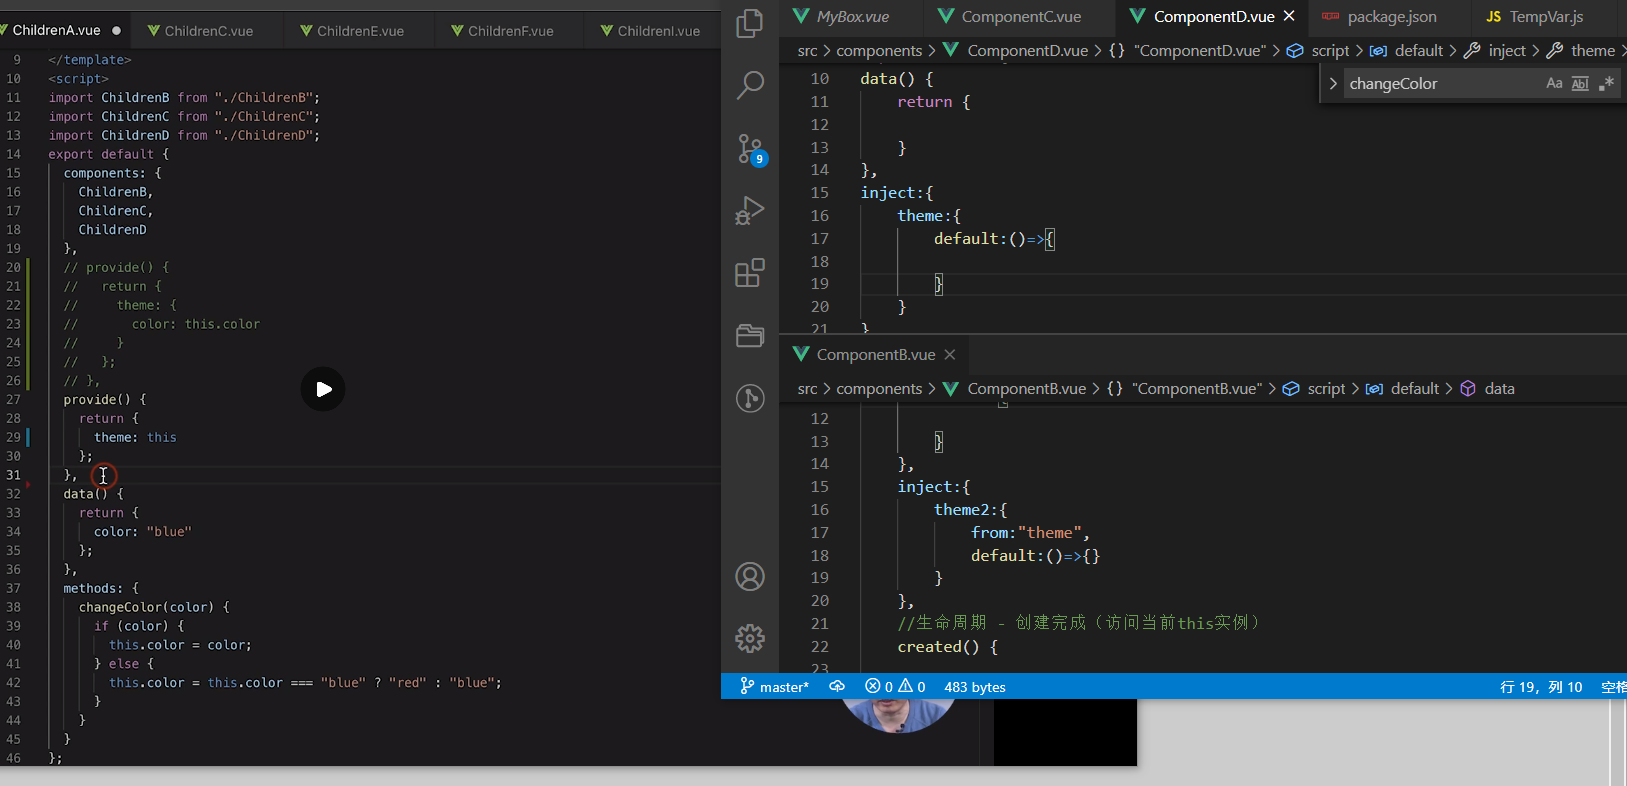 ChildrenA.vue ChildrenC.vue ChildrenE.vue ChildrenF.vue ChildrenI.vue
9 </template>
10 <script>
11 import ChildrenB from "./ChildrenB";
12 import ChildrenC from "./ChildrenC";
13 import ChildrenD from "./ChildrenD";
14 export default {
15 components: {
16 ChildrenB,
17 ChildrenC,
18 ChildrenD
19 },
20 // provide() {
21 // return {
22 // theme: {
23 // color: this.color
24 // }
25 // };
26 // },
27 provide() {
28 return {
29 theme: this
30 };
31 },
32 data() {
33 return {
34 color: "blue"
35 };
36 },
37 methods: {
38 changeColor(color) {
39 if (color) {
40 this.color = color;
41 } else {
42 this.color = this.color === "blue" ? "red" : "blue";
43 }
44 }
45 }
46 };
MyBox.vue ComponentC.vue ComponentD.vue package.json TempVar.js
src > components > ComponentD.vue > {} "ComponentD.vue" > script > default > inject > theme >
changeColor Aa Abl .*
10 data() {
11 return {
12
13 }
14 },
15 inject:{
16 theme:{
17 default:()=>{
18
19 }
20 }
21 }
ComponentB.vue
src > components > ComponentB.vue > {} "ComponentB.vue" > script > default > data
12
13 }
14 },
15 inject:{
16 theme2:{
17 from:"theme",
18 default:()=>{}
19 }
20 },
21 //生命周期 - 创建完成（访问当前this实例）
22 created() {
23
9
master* 0 0 483 bytes 行 19，列 10 空格